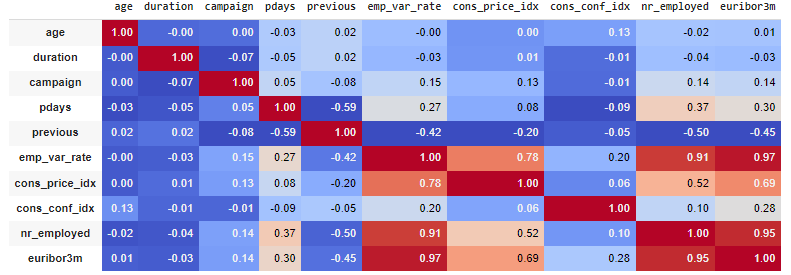 age duration campaign pdays previous emp_var_rate cons_price_idx cons_conf_idx nr_employed euribor3m
age 1.00 -0.00 0.00 -0.03 0.02 -0.00 0.00 0.13 -0.02 0.01
duration -0.00 1.00 -0.07 -0.05 0.02 -0.03 0.01 -0.01 -0.04 -0.03
campaign 0.00 -0.07 1.00 0.05 -0.08 0.15 0.13 -0.01 0.14 0.14
pdays -0.03 -0.05 0.05 1.00 -0.59 0.27 0.08 -0.09 0.37 0.30
previous 0.02 0.02 -0.08 -0.59 1.00 -0.42 -0.20 -0.05 -0.50 -0.45
emp_var_rate -0.00 -0.03 0.15 0.27 -0.42 1.00 0.78 0.20 0.91 0.97
cons_price_idx 0.00 0.01 0.13 0.08 -0.20 0.78 1.00 0.06 0.52 0.69
cons_conf_idx 0.13 -0.01 -0.01 -0.09 -0.05 0.20 0.06 1.00 0.10 0.28
nr_employed -0.02 -0.04 0.14 0.37 -0.50 0.91 0.52 0.10 1.00 0.95
euribor3m 0.01 -0.03 0.14 0.30 -0.45 0.97 0.69 0.28 0.95 1.00